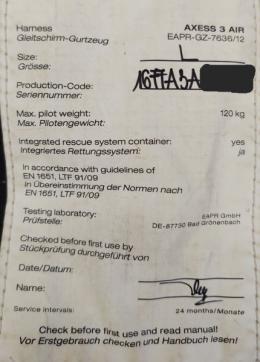 Harness AXESS 3 AIR
Gleitschirm-Gurtzeug EAPR-GZ-7636/12
Size: L
Grösse:
Production-Code:
Seriennummer:
Max. pilot weight: 120 kg
Max. Pilotengewicht:
Integrated rescue system container: yes
Integriertes Rettungssystem: ja
In accordance with guidelines of
EN 1651, LTF 91/09
in Übereinstimmung der Normen nach
EN 1651, LTF 91/09
Testing laboratory: EAPR GmbH
Prüfstelle: DE-87730 Bad Grönenbach
Checked before first use by
Stückprüfung durchgeführt von
Date/Datum:
Name:
Service intervals: 24 months/Monate
Check before first use and read manual!
Vor Erstgebrauch checken und Handbuch lesen!